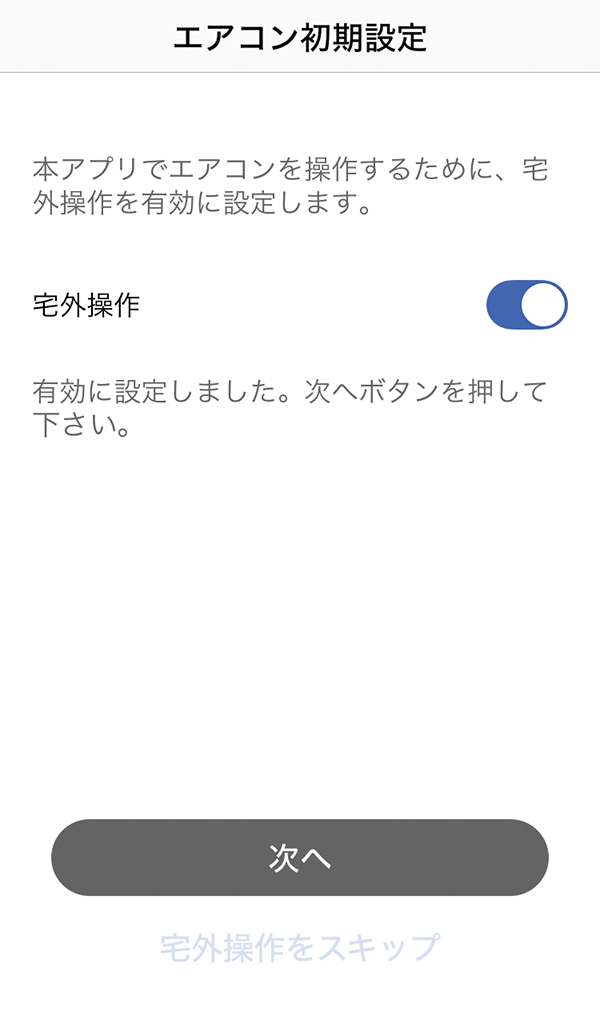 エアコン初期設定
本アプリでエアコンを操作するために、宅
外操作を有効に設定します。
宅外操作
有効に設定しました。次へボタンを押して
下さい。
次へ
宅外操作をスキップ